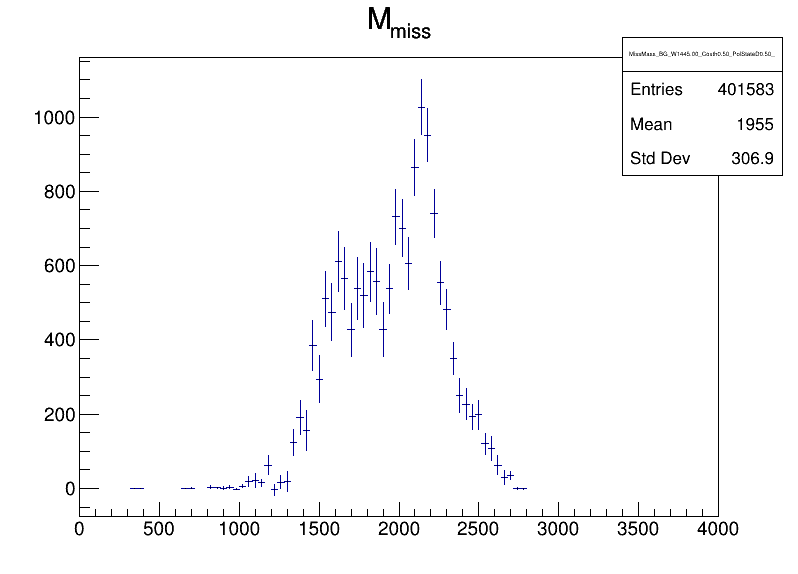 M_miss
MissMass_BG_W1445.00_Costh0.50_PolStateD0.50_
Entries 401583
Mean 1955
Std Dev 306.9
1000
800
600
400
200
0
0 500 1000 1500 2000 2500 3000 3500 4000